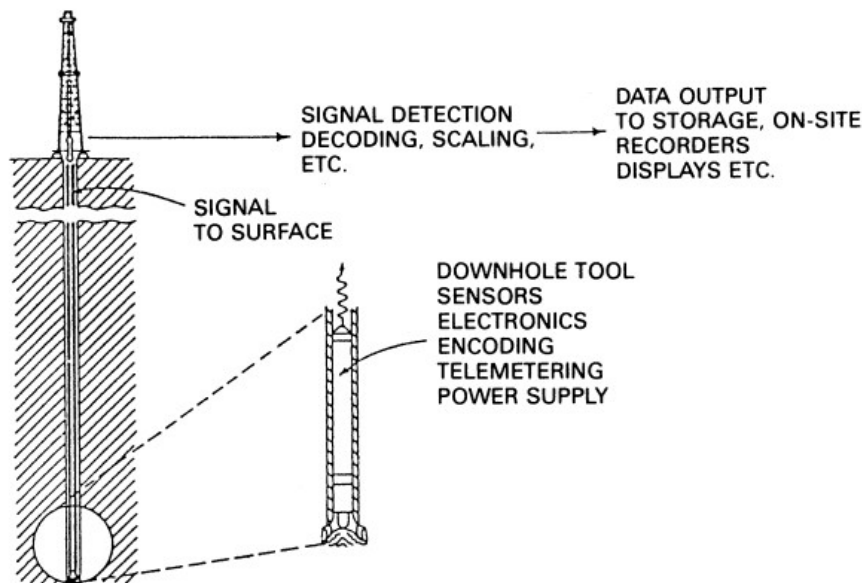 SIGNAL DETECTION
DECODING, SCALING,
ETC.
DATA OUTPUT
TO STORAGE, ON-SITE
RECORDERS
DISPLAYS ETC.
SIGNAL
TO SURFACE
DOWNHOLE TOOL
SENSORS
ELECTRONICS
ENCODING
TELEMETERING
POWER SUPPLY